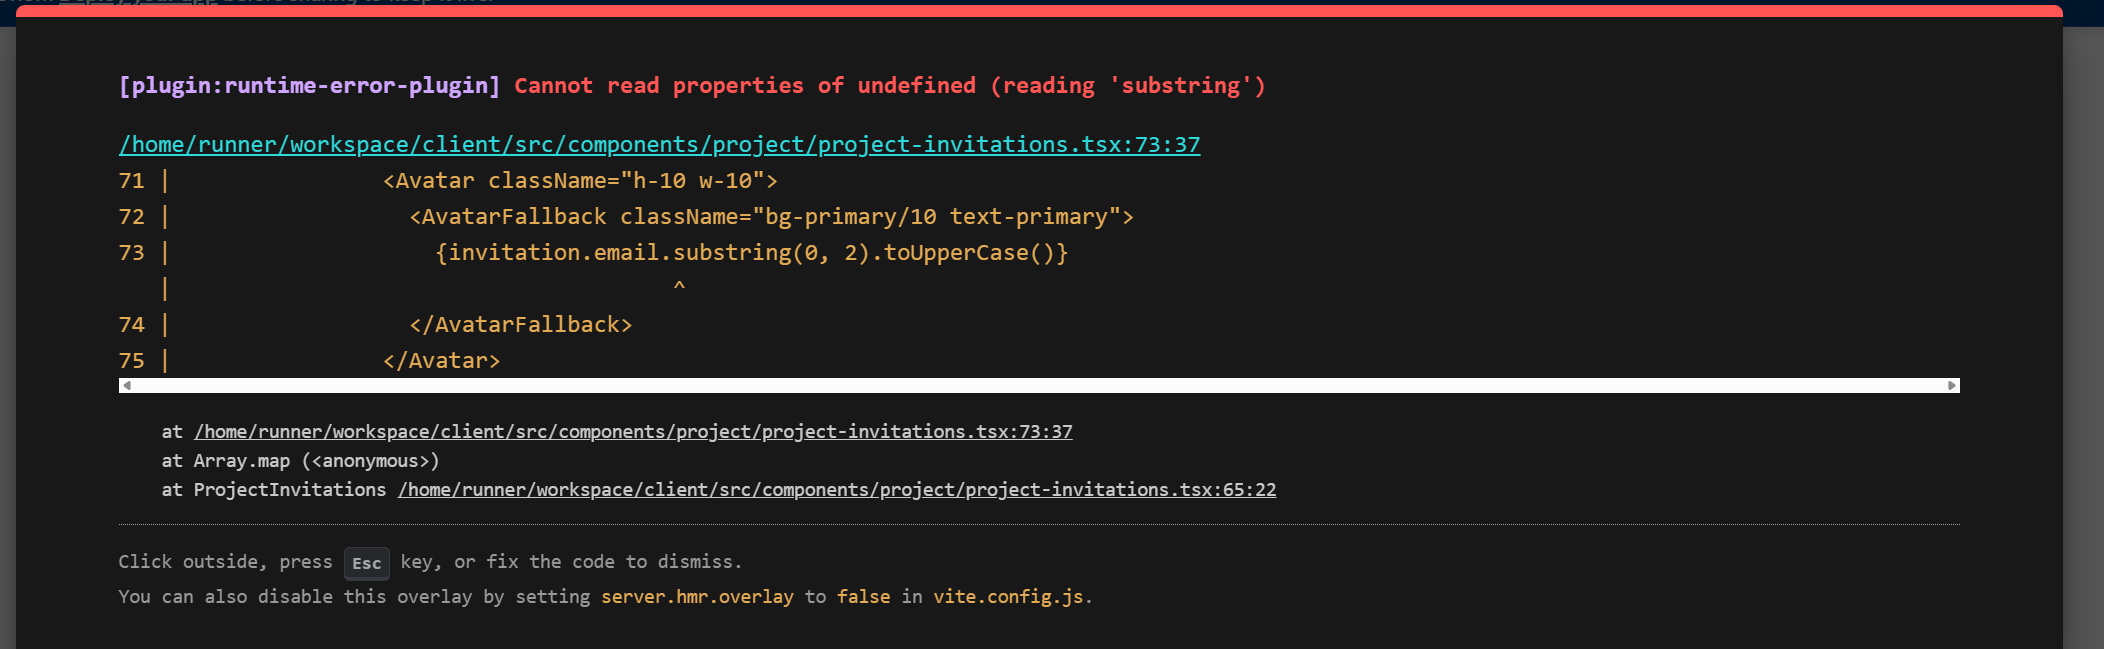 [plugin:runtime-error-plugin] Cannot read properties of undefined (reading 'substring')
/home/runner/workspace/client/src/components/project/project-invitations.tsx:73:37
71 |                <Avatar className="h-10 w-10">
72 |                  <AvatarFallback className="bg-primary/10 text-primary">
73 |                    {invitation.email.substring(0, 2).toUpperCase()}
   |                                      ^
74 |                  </AvatarFallback>
75 |                </Avatar>
at /home/runner/workspace/client/src/components/project/project-invitations.tsx:73:37
at Array.map (<anonymous>)
at ProjectInvitations /home/runner/workspace/client/src/components/project/project-invitations.tsx:65:22
Click outside, press Esc key, or fix the code to dismiss.
You can also disable this overlay by setting server.hmr.overlay to false in vite.config.js.